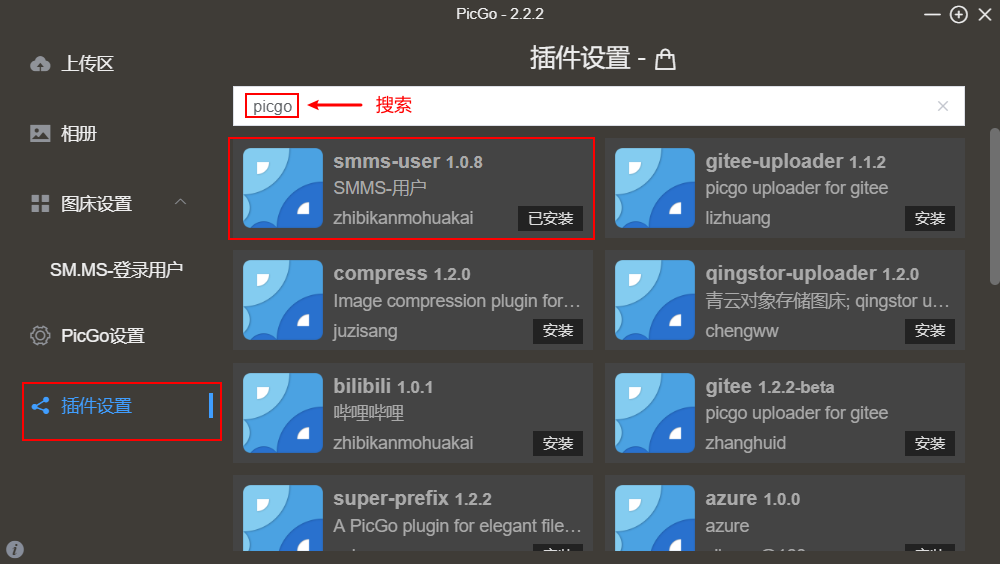 PicGo - 2.2.2
上传区
相册
图床设置
SM.MS-登录用户
PicGo设置
插件设置
插件设置 -
picgo
搜索
smms-user 1.0.8
SMMS-用户
zhibikanmohuakai
已安装
gitee-uploader 1.1.2
picgo uploader for gitee
lizhuang
安装
compress 1.2.0
Image compression plugin for…
juzisang
安装
qingstor-uploader 1.2.0
青云对象存储图床; qingstor u…
chengww
安装
bilibili 1.0.1
哔哩哔哩
zhibikanmohuakai
安装
gitee 1.2.2-beta
picgo uploader for gitee
zhanghuid
安装
super-prefix 1.2.2
A PicGo plugin for elegant file…
azure 1.0.0
azure